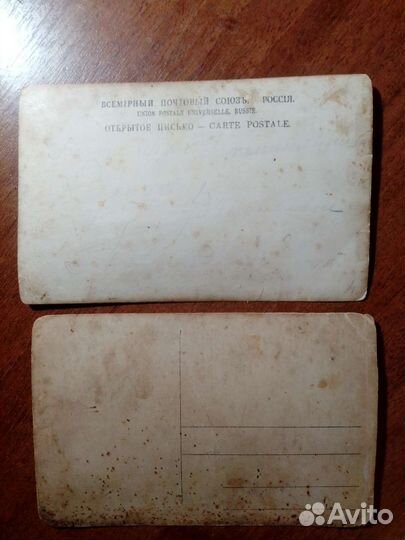 ВСЕМІРНЫЙ ПОЧТОВЫЙ СОЮЗЪ. РОССІЯ.
UNION POSTALE UNIVERSELLE. RUSSIE.
ОТКРЫТОЕ ПИСЬМО — CARTE POSTALE.
Avito